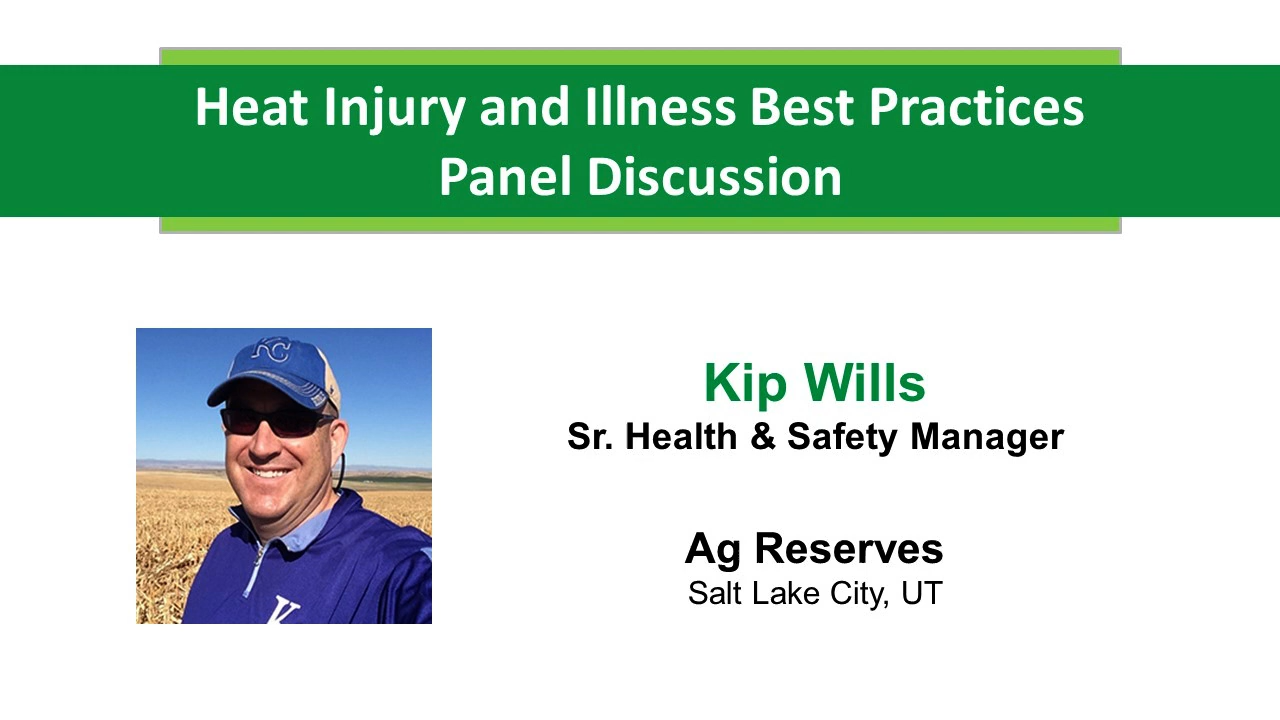 Heat Injury and Illness Best Practices
Panel Discussion
KC
Kip Wills
Sr. Health & Safety Manager
K
Ag Reserves
Salt Lake City, UT